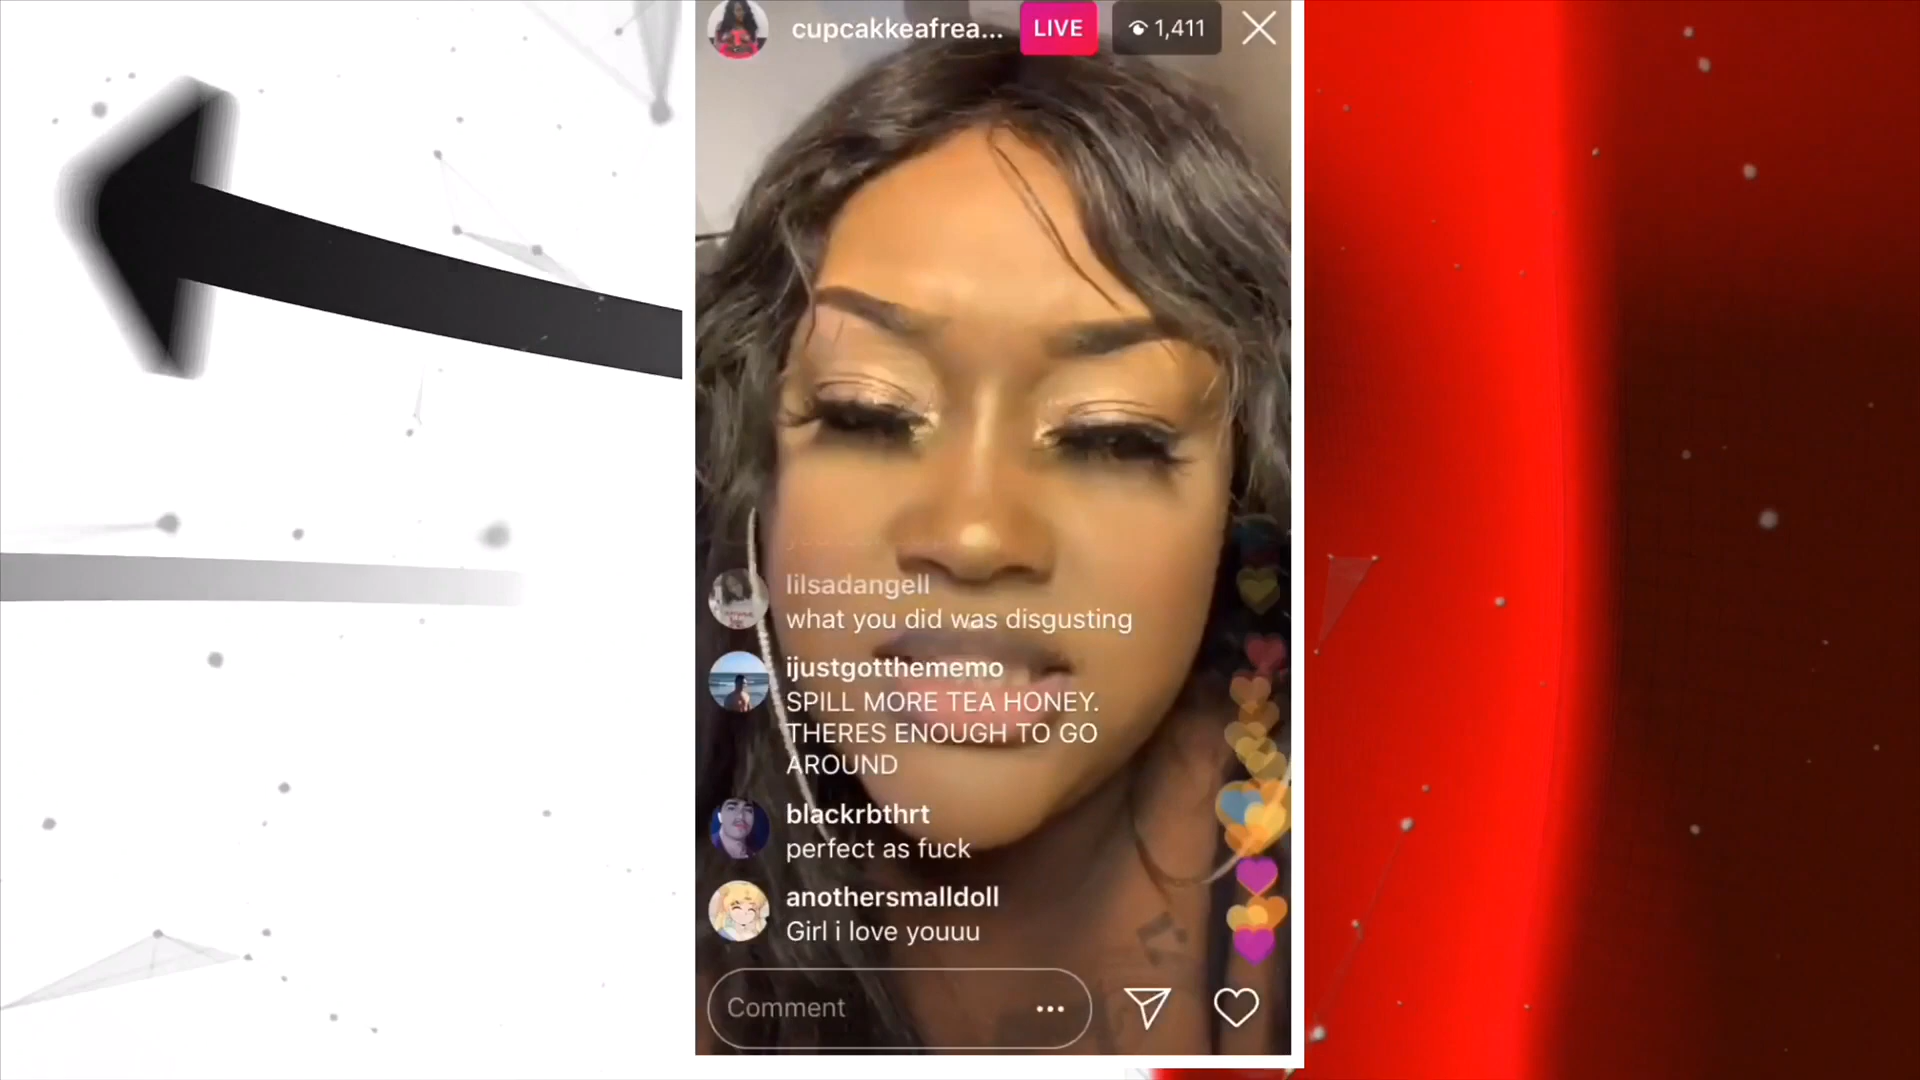 cupcakkeafrea...
LIVE
1,411
lilsadangell
what you did was disgusting
ijustgotthememo
SPILL MORE TEA HONEY.
THERES ENOUGH TO GO
AROUND
blackrbthrt
perfect as fuck
anothersmalldoll
Girl i love youuu
Comment